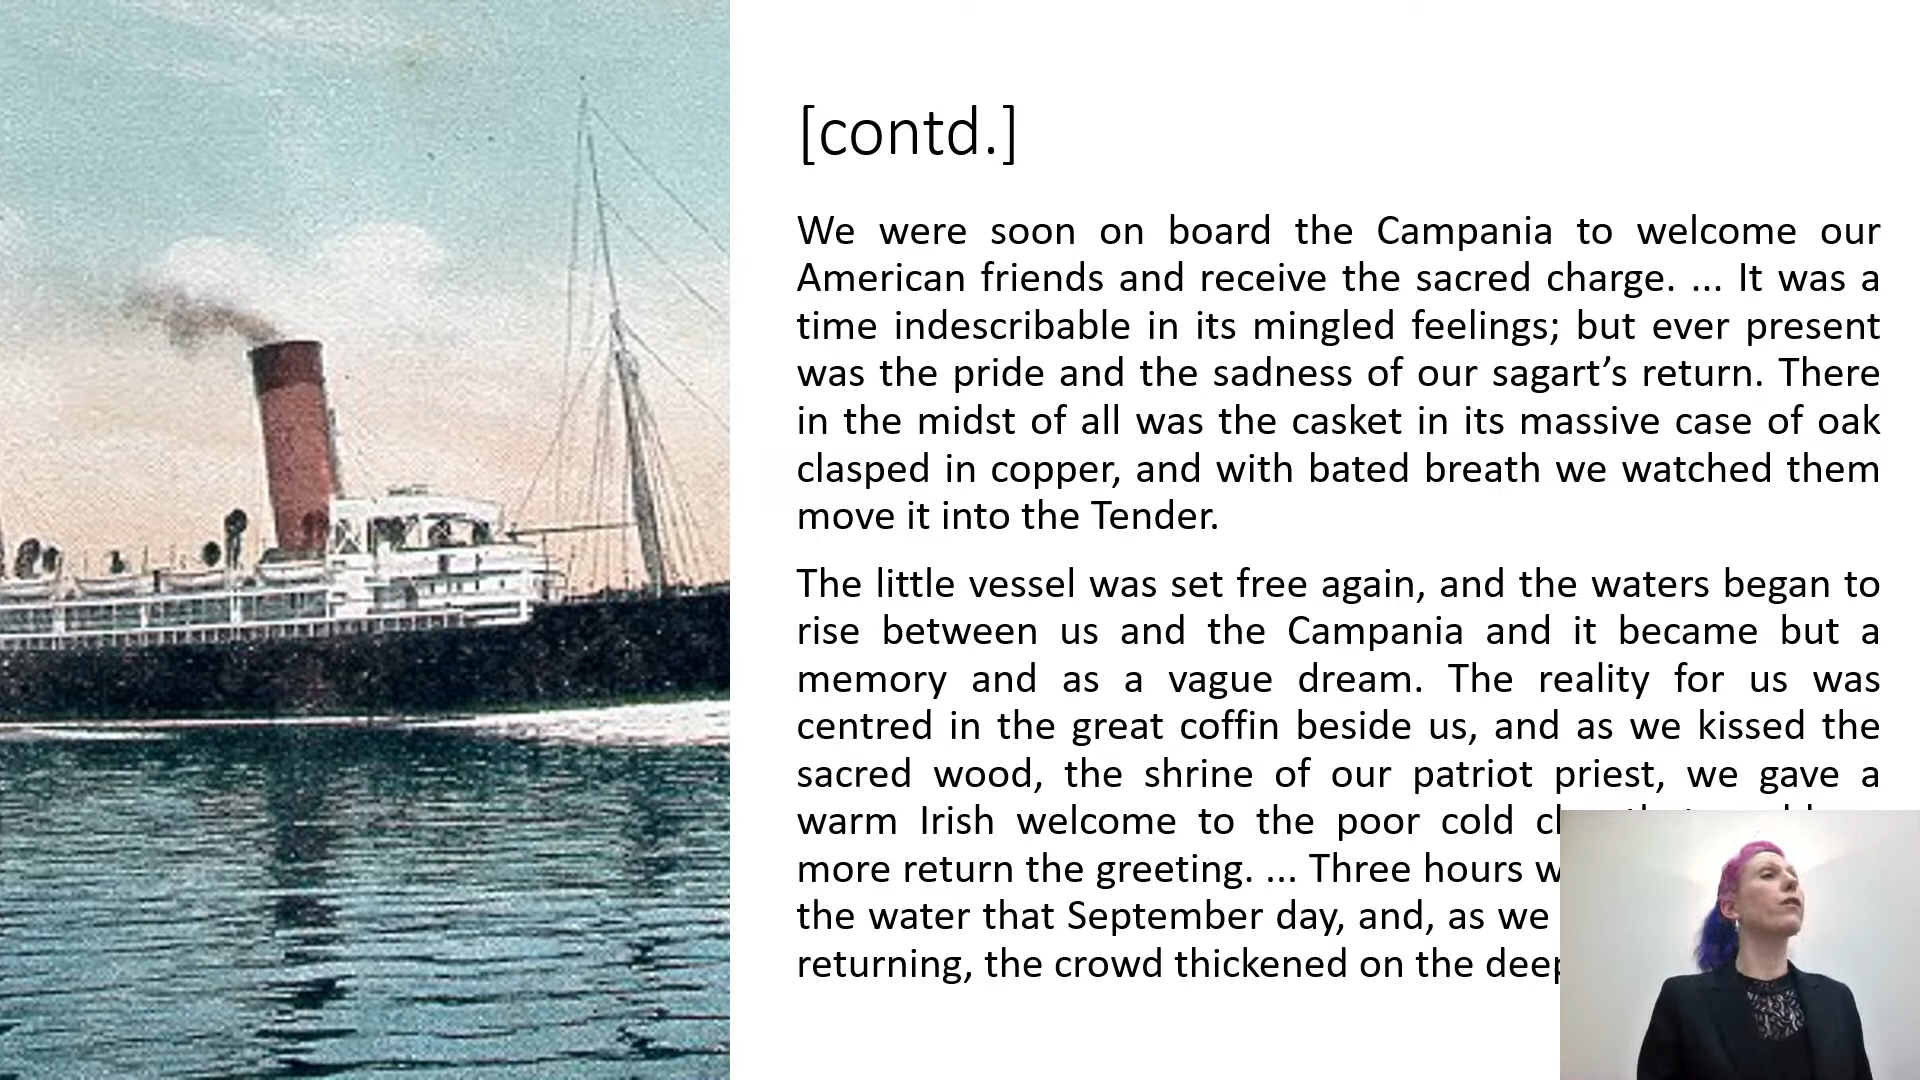 [contd.]
We were soon on board the Campania to welcome our
American friends and receive the sacred charge. ... It was a
time indescribable in its mingled feelings; but ever present
was the pride and the sadness of our sagart’s return. There
in the midst of all was the casket in its massive case of oak
clasped in copper, and with bated breath we watched them
move it into the Tender.
The little vessel was set free again, and the waters began to
rise between us and the Campania and it became but a
memory and as a vague dream. The reality for us was
centred in the great coffin beside us, and as we kissed the
sacred wood, the shrine of our patriot priest, we gave a
warm Irish welcome to the poor cold
more return the greeting. ... Three hours
the water that September day, and, as we
returning, the crowd thickened on the